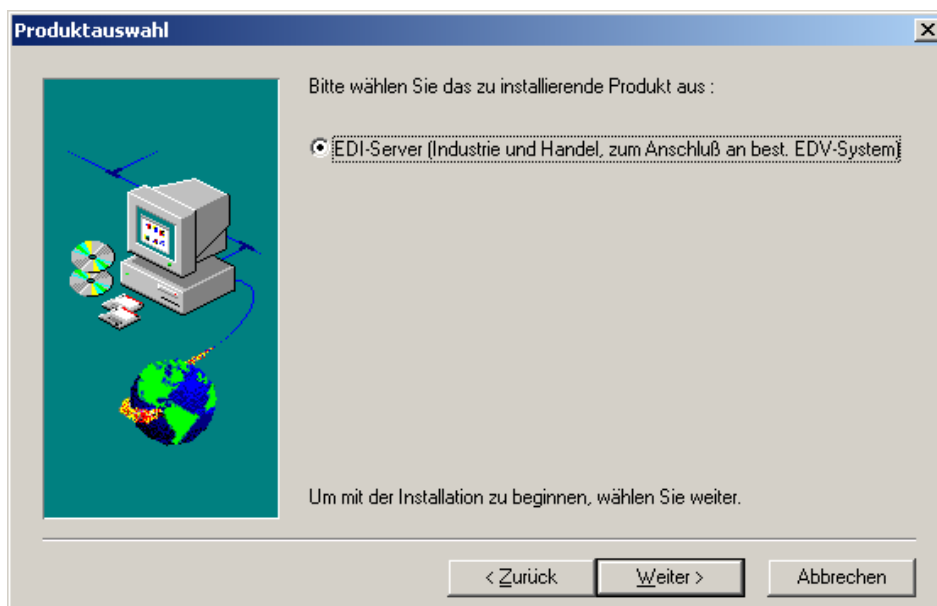 Produktauswahl
Bitte wählen Sie das zu installierende Produkt aus :
EDI-Server (Industrie und Handel, zum Anschluß an best. EDV-System)
Um mit der Installation zu beginnen, wählen Sie weiter.
< Zurück
Weiter >
Abbrechen